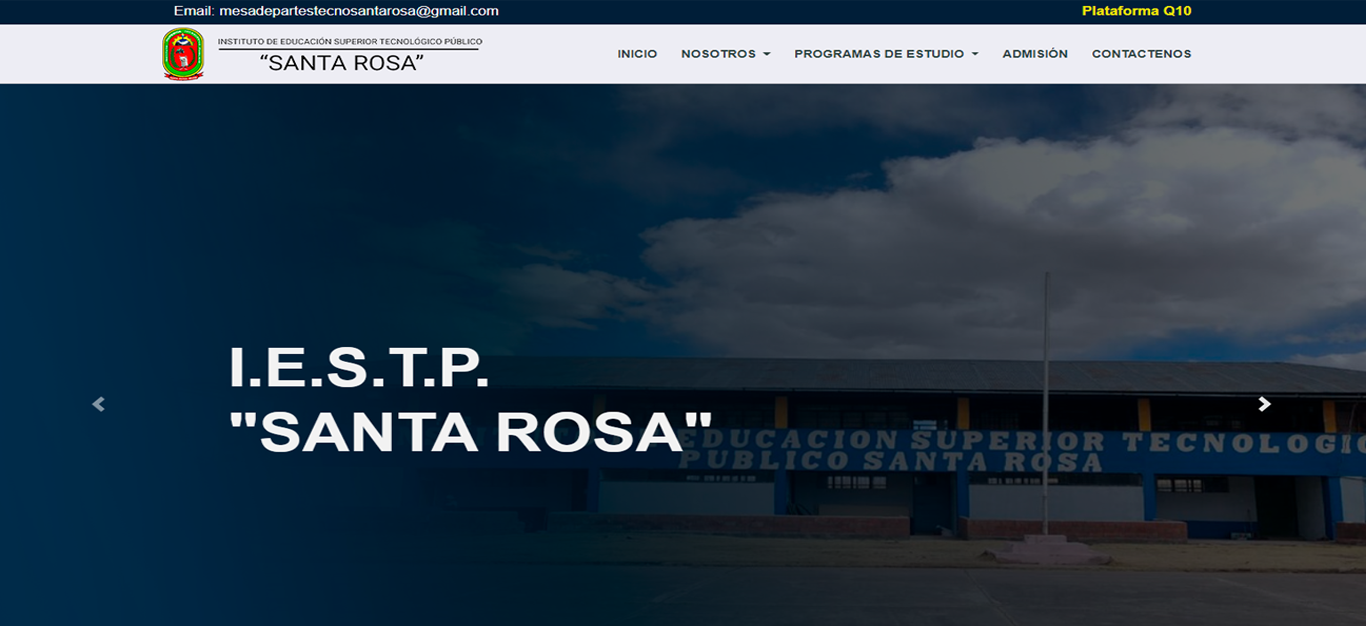 Email: mesadepartestecnosantarosa@gmail.com
Plataforma Q10
INSTITUTO DE EDUCACIÓN SUPERIOR TECNOLÓGICO PÚBLICO
“SANTA ROSA”
INICIO NOSOTROS PROGRAMAS DE ESTUDIO ADMISIÓN CONTACTENOS
I.E.S.T.P.
"SANTA ROSA"
EDUCACION SUPERIOR TECNOLOGIC
PUBLICO SANTA ROSA